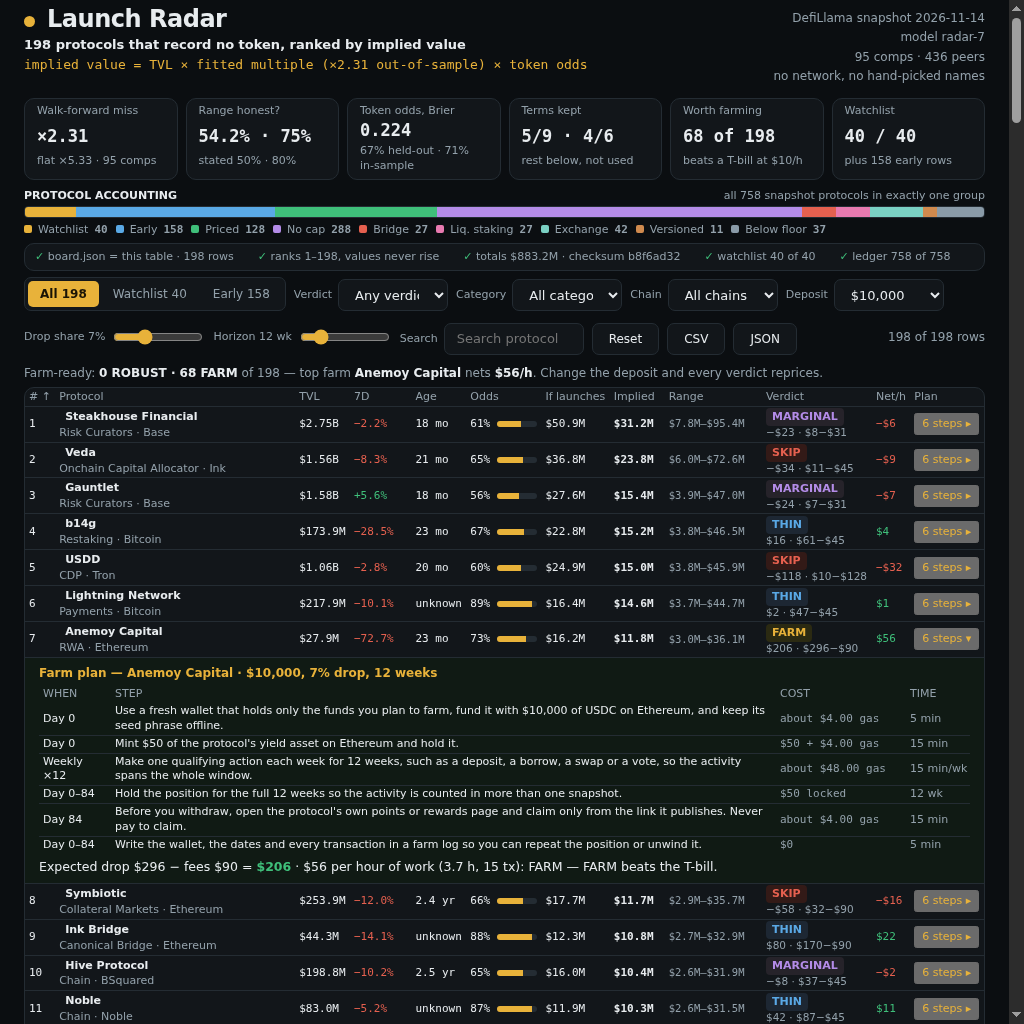 Launch Radar
198 protocols that record no token, ranked by implied value
implied value = TVL × fitted multiple (×2.31 out-of-sample) × token odds
DefiLlama snapshot 2026-11-14
model radar-7
95 comps · 436 peers
no network, no hand-picked names
Walk-forward miss
×2.31
flat ×5.33 · 95 comps
Range honest?
54.2% · 75%
stated 50% · 80%
Token odds, Brier
0.224
67% held-out · 71%
in-sample
Terms kept
5/9 · 4/6
rest below, not used
Worth farming
68 of 198
beats a T-bill at $10/h
Watchlist
40 / 40
plus 158 early rows
PROTOCOL ACCOUNTING
all 758 snapshot protocols in exactly one group
Watchlist 40 Early 158 Priced 128 No cap 288 Bridge 27 Liq. staking 27 Exchange 42 Versioned 11 Below floor 37
✓ board.json = this table · 198 rows ✓ ranks 1–198, values never rise ✓ totals $883.2M · checksum b8f6ad32 ✓ watchlist 40 of 40 ✓ ledger 758 of 758
All 198 Watchlist 40 Early 158 Verdict Any verdi Category All catego Chain All chains Deposit $10,000
Drop share 7% Horizon 12 wk Search Search protocol Reset CSV JSON 198 of 198 rows
Farm-ready: 0 ROBUST · 68 FARM of 198 — top farm Anemoy Capital nets $56/h. Change the deposit and every verdict reprices.
# ↑ Protocol TVL 7D Age Odds If launches Implied Range Verdict Net/h Plan
1 Steakhouse Financial $2.75B −2.2% 18 mo 61% $50.9M $31.2M $7.8M–$95.4M MARGINAL −$6 6 steps ▸
Risk Curators · Base −$23 · $8−$31
2 Veda $1.56B −8.3% 21 mo 65% $36.8M $23.8M $6.0M–$72.6M SKIP −$9 6 steps ▸
Onchain Capital Allocator · Ink −$34 · $11−$45
3 Gauntlet $1.58B +5.6% 18 mo 56% $27.6M $15.4M $3.9M–$47.0M MARGINAL −$7 6 steps ▸
Risk Curators · Base −$24 · $7−$31
4 b14g $173.9M −28.5% 23 mo 67% $22.8M $15.2M $3.8M–$46.5M THIN $4 6 steps ▸
Restaking · Bitcoin $16 · $61−$45
5 USDD $1.06B −2.8% 20 mo 60% $24.9M $15.0M $3.8M–$45.9M SKIP −$32 6 steps ▸
CDP · Tron −$118 · $10−$128
6 Lightning Network $217.9M −10.1% unknown 89% $16.4M $14.6M $3.7M–$44.7M THIN $1 6 steps ▸
Payments · Bitcoin $2 · $47−$45
7 Anemoy Capital $27.9M −72.7% 23 mo 73% $16.2M $11.8M $3.0M–$36.1M FARM $56 6 steps ▾
RWA · Ethereum $206 · $296−$90
Farm plan — Anemoy Capital · $10,000, 7% drop, 12 weeks
WHEN STEP COST TIME
Day 0 Use a fresh wallet that holds only the funds you plan to farm, fund it with $10,000 of USDC on Ethereum, and keep its seed phrase offline. about $4.00 gas 5 min
Day 0 Mint $50 of the protocol's yield asset on Ethereum and hold it. $50 + $4.00 gas 15 min
Weekly ×12 Make one qualifying action each week for 12 weeks, such as a deposit, a borrow, a swap or a vote, so the activity spans the whole window. about $48.00 gas 15 min/wk
Day 0–84 Hold the position for the full 12 weeks so the activity is counted in more than one snapshot. $50 locked 12 wk
Day 84 Before you withdraw, open the protocol's own points or rewards page and claim only from the link it publishes. Never pay to claim. about $4.00 gas 15 min
Day 0–84 Write the wallet, the dates and every transaction in a farm log so you can repeat the position or unwind it. $0 5 min
Expected drop $296 − fees $90 = $206 · $56 per hour of work (3.7 h, 15 tx): FARM — FARM beats the T-bill.
8 Symbiotic $253.9M −12.0% 2.4 yr 66% $17.7M $11.7M $2.9M–$35.7M SKIP −$16 6 steps ▸
Collateral Markets · Ethereum −$58 · $32−$90
9 Ink Bridge $44.3M −14.1% unknown 88% $12.3M $10.8M $2.7M–$32.9M THIN $22 6 steps ▸
Canonical Bridge · Ethereum $80 · $170−$90
10 Hive Protocol $198.8M −10.2% 2.5 yr 65% $16.0M $10.4M $2.6M–$31.9M MARGINAL −$2 6 steps ▸
Chain · BSquared −$8 · $37−$45
11 Noble $83.0M −5.2% unknown 87% $11.9M $10.3M $2.6M–$31.5M THIN $11 6 steps ▸
Chain · Noble $42 · $87−$45